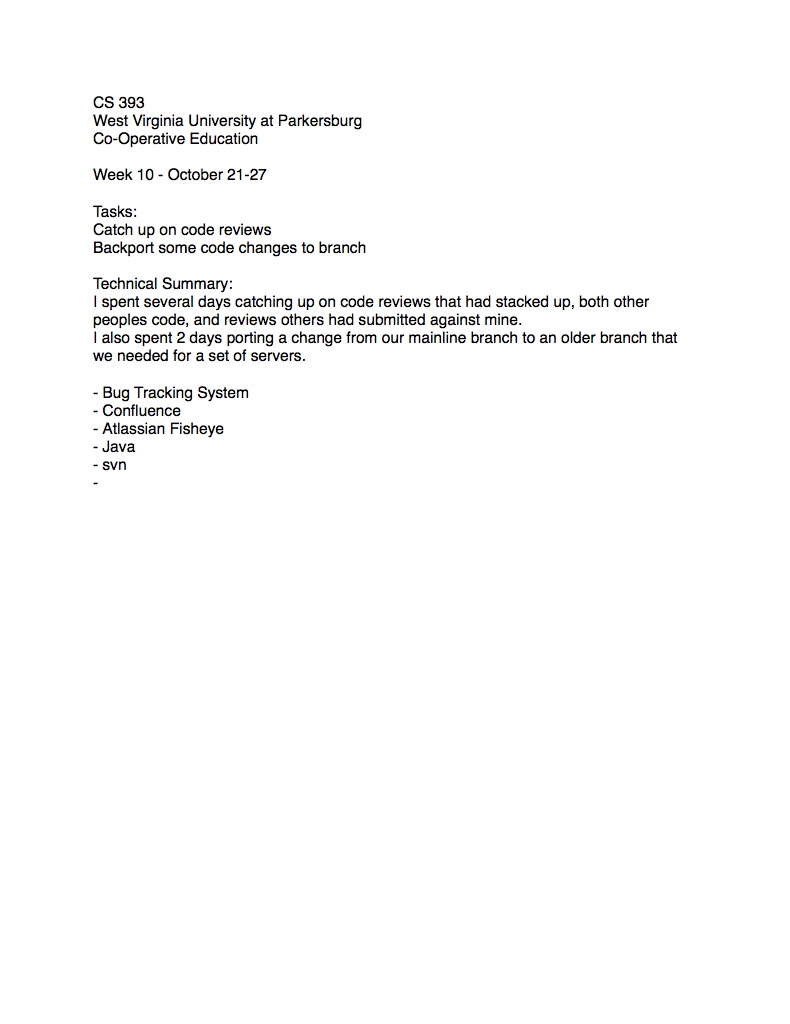 CS 393
West Virginia University at Parkersburg
Co-Operative Education
Week 10 - October 21-27
Tasks:
Catch up on code reviews
Backport some code changes to branch
Technical Summary:
I spent several days catching up on code reviews that had stacked up, both other
peoples code, and reviews others had submitted against mine.
I also spent 2 days porting a change from our mainline branch to an older branch that
we needed for a set of servers.
- Bug Tracking System
- Confluence
- Atlassian Fisheye
- Java
- svn
-